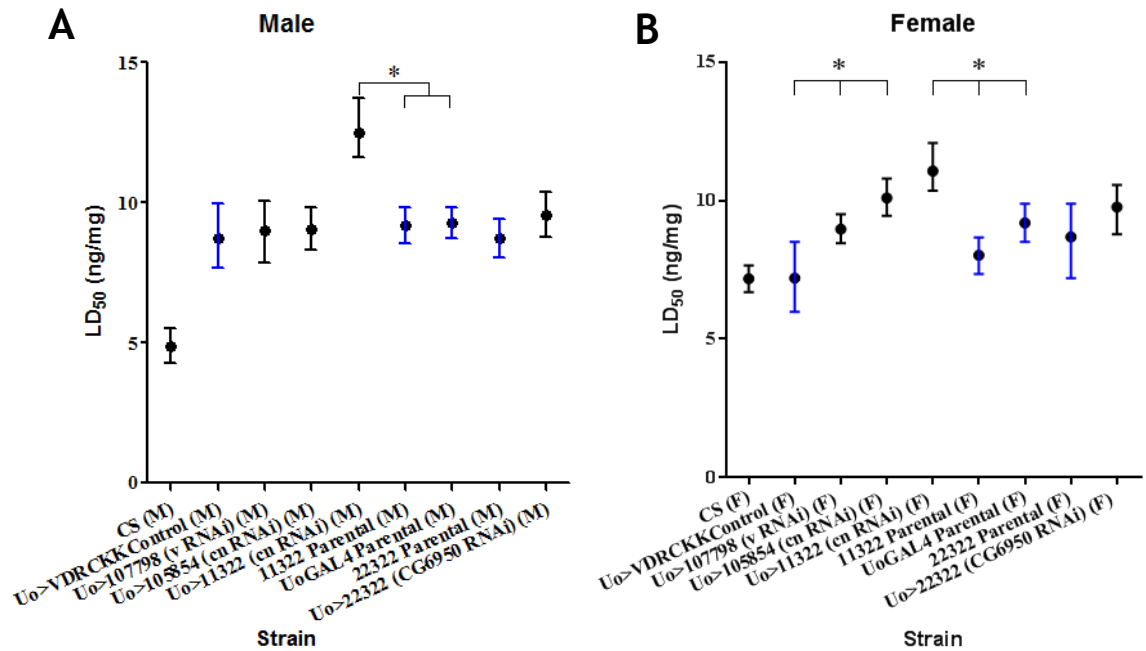 A
Male
15
10
5
0
LD50 (ng/mg)
*
CS (M)
Uo>VDRCKKControl (M)
Uo>107798 (v RNAi) (M)
Uo>105854 (cn RNAi) (M)
Uo>11322 (cn RNAi) (M)
11322 Parental (M)
UoGAL4 Parental (M)
22322 Parental (M)
Uo>22322 (CG6950 RNAi) (M)
Strain
B
Female
15
10
5
0
LD50 (ng/mg)
*
*
CS (F)
Uo>VDRCKKControl (F)
Uo>107798 (v RNAi) (F)
Uo>105854 (cn RNAi) (F)
Uo>11322 (cn RNAi) (F)
11322 Parental (F)
UoGAL4 Parental (F)
22322 Parental (F)
Uo>22322 (CG6950 RNAi) (F)
Strain